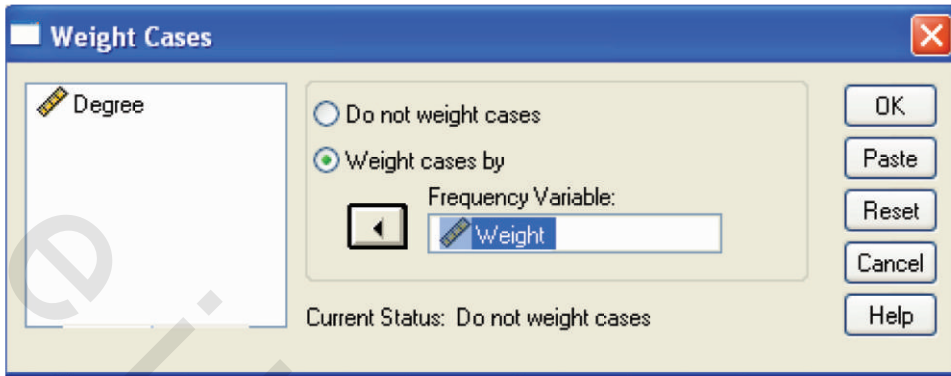 Weight Cases
Degree
Do not weight cases
Weight cases by
Frequency Variable:
Weight
Current Status: Do not weight cases
OK
Paste
Reset
Cancel
Help